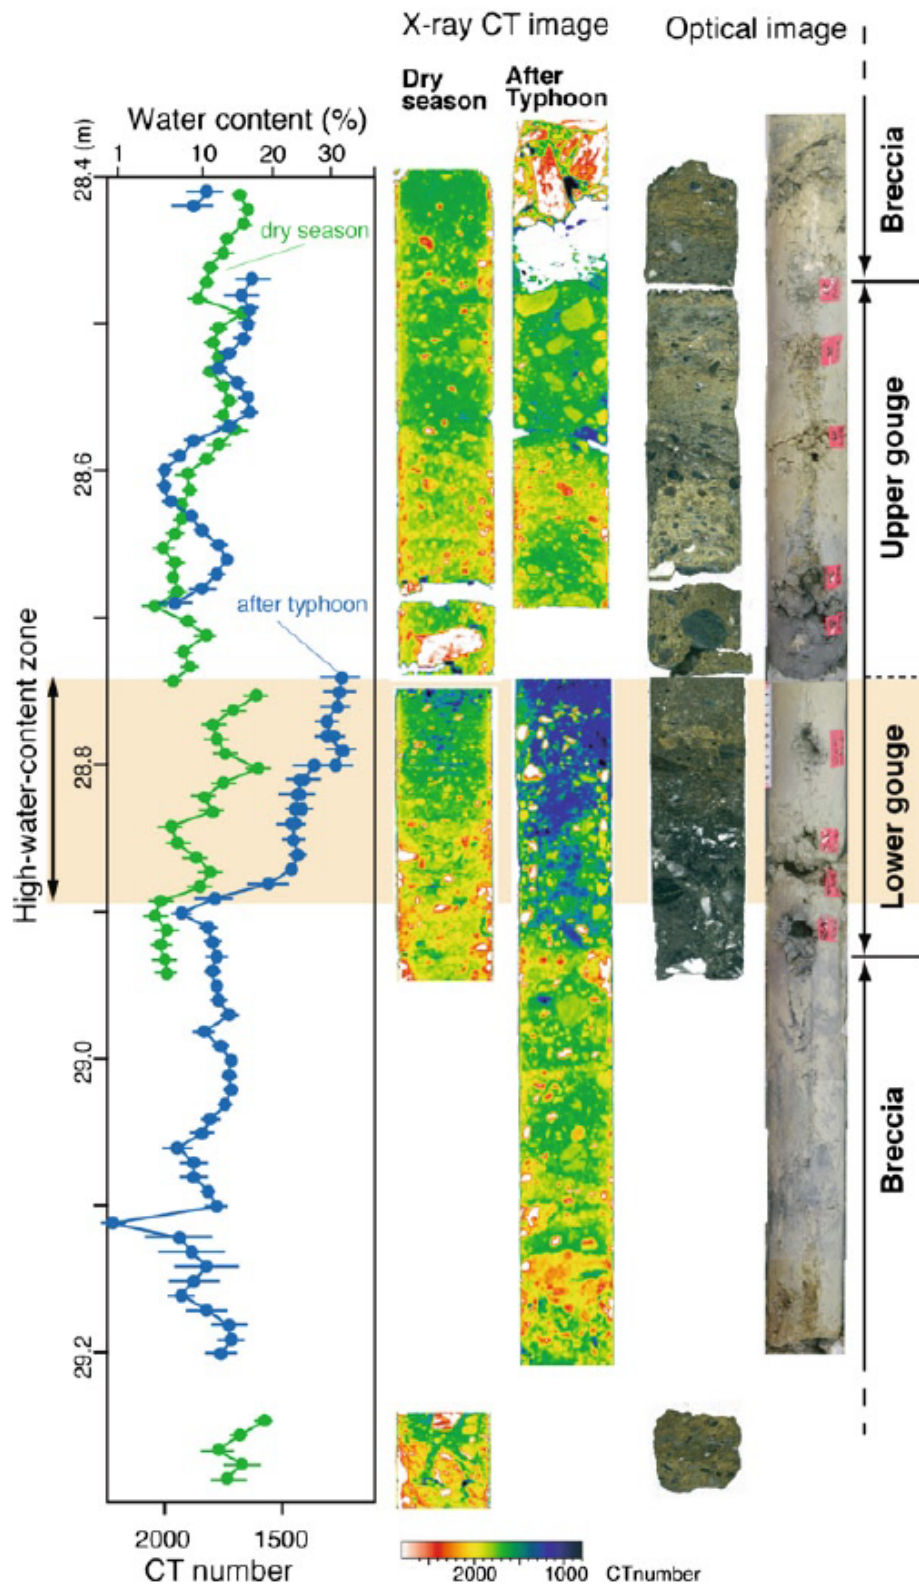 X-ray CT image
Optical image
Dry
season
After
Typhoon
Water content (%)
1 10 20 30
28.4 (m)
28.6
28.8
29.0
29.2
dry season
after typhoon
High-water-content zone
Breccia
Upper gouge
Lower gouge
Breccia
2000 1500
CT number
2000 1000 CTnumber